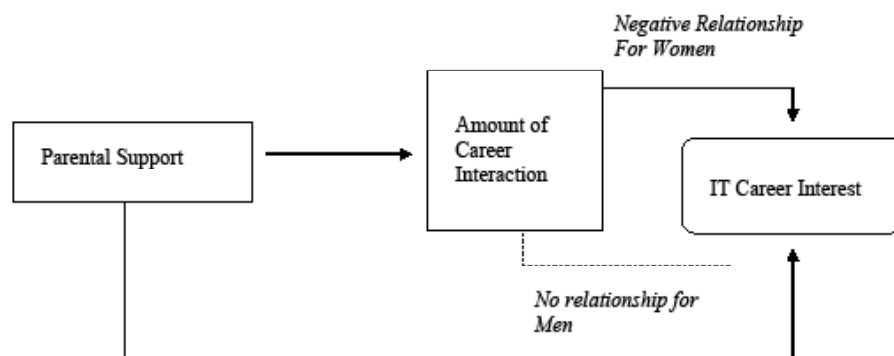 Negative Relationship
For Women
Amount of
Career
Interaction
Parental Support
IT Career Interest
No relationship for
Men